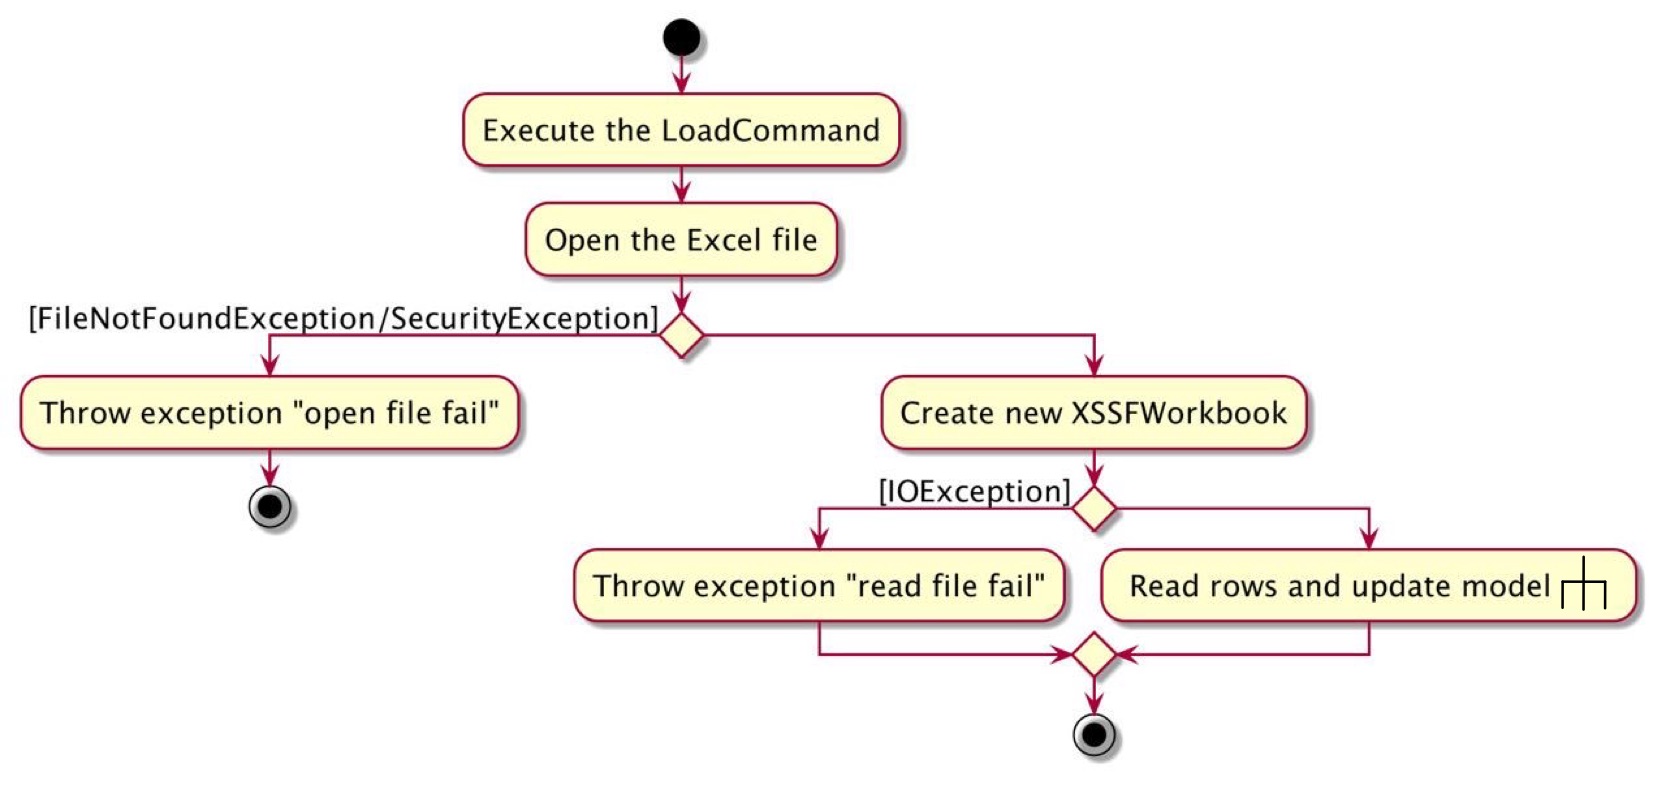 Execute the LoadCommand
Open the Excel file
[FileNotFoundException/SecurityException]
Throw exception "open file fail"
Create new XSSFWorkbook
[IOException]
Throw exception "read file fail"
Read rows and update model